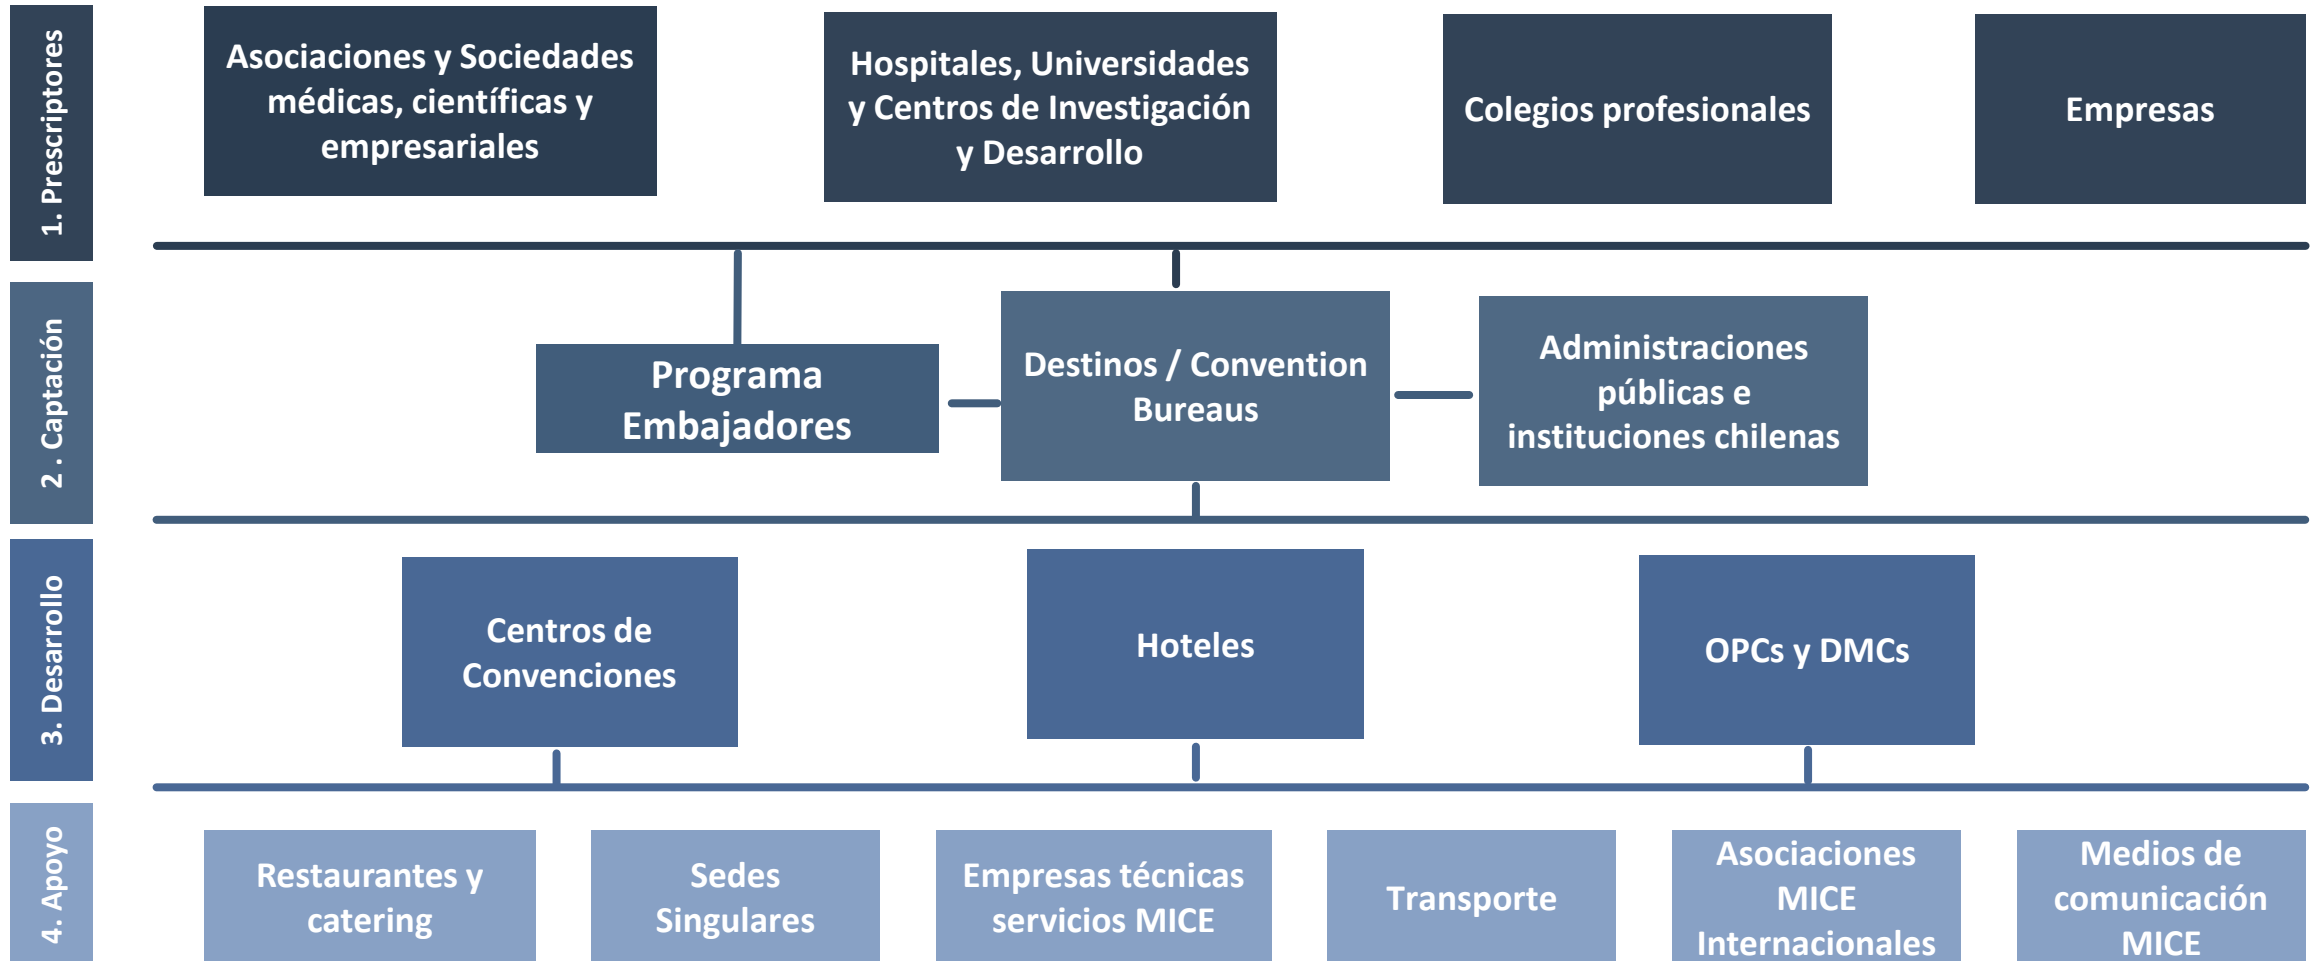 1. Prescriptores
Asociaciones y Sociedades
médicas, científicas y
empresariales
Hospitales, Universidades
y Centros de Investigación
y Desarrollo
Colegios profesionales
Empresas
2 . Captación
Programa
Embajadores
Destinos / Convention
Bureaus
Administraciones
públicas e
instituciones chilenas
3. Desarrollo
Centros de
Convenciones
Hoteles
OPCs y DMCs
4. Apoyo
Restaurantes y
catering
Sedes
Singulares
Empresas técnicas
servicios MICE
Transporte
Asociaciones
MICE
Internacionales
Medios de
comunicación
MICE